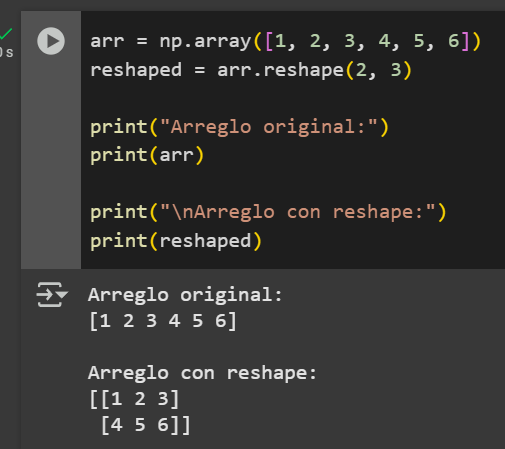 arr = np.array([1, 2, 3, 4, 5, 6])
reshaped = arr.reshape(2, 3)

print("Arreglo original:")
print(arr)

print("\nArreglo con reshape:")
print(reshaped)
Arreglo original:
[1 2 3 4 5 6]

Arreglo con reshape:
[[1 2 3]
 [4 5 6]]